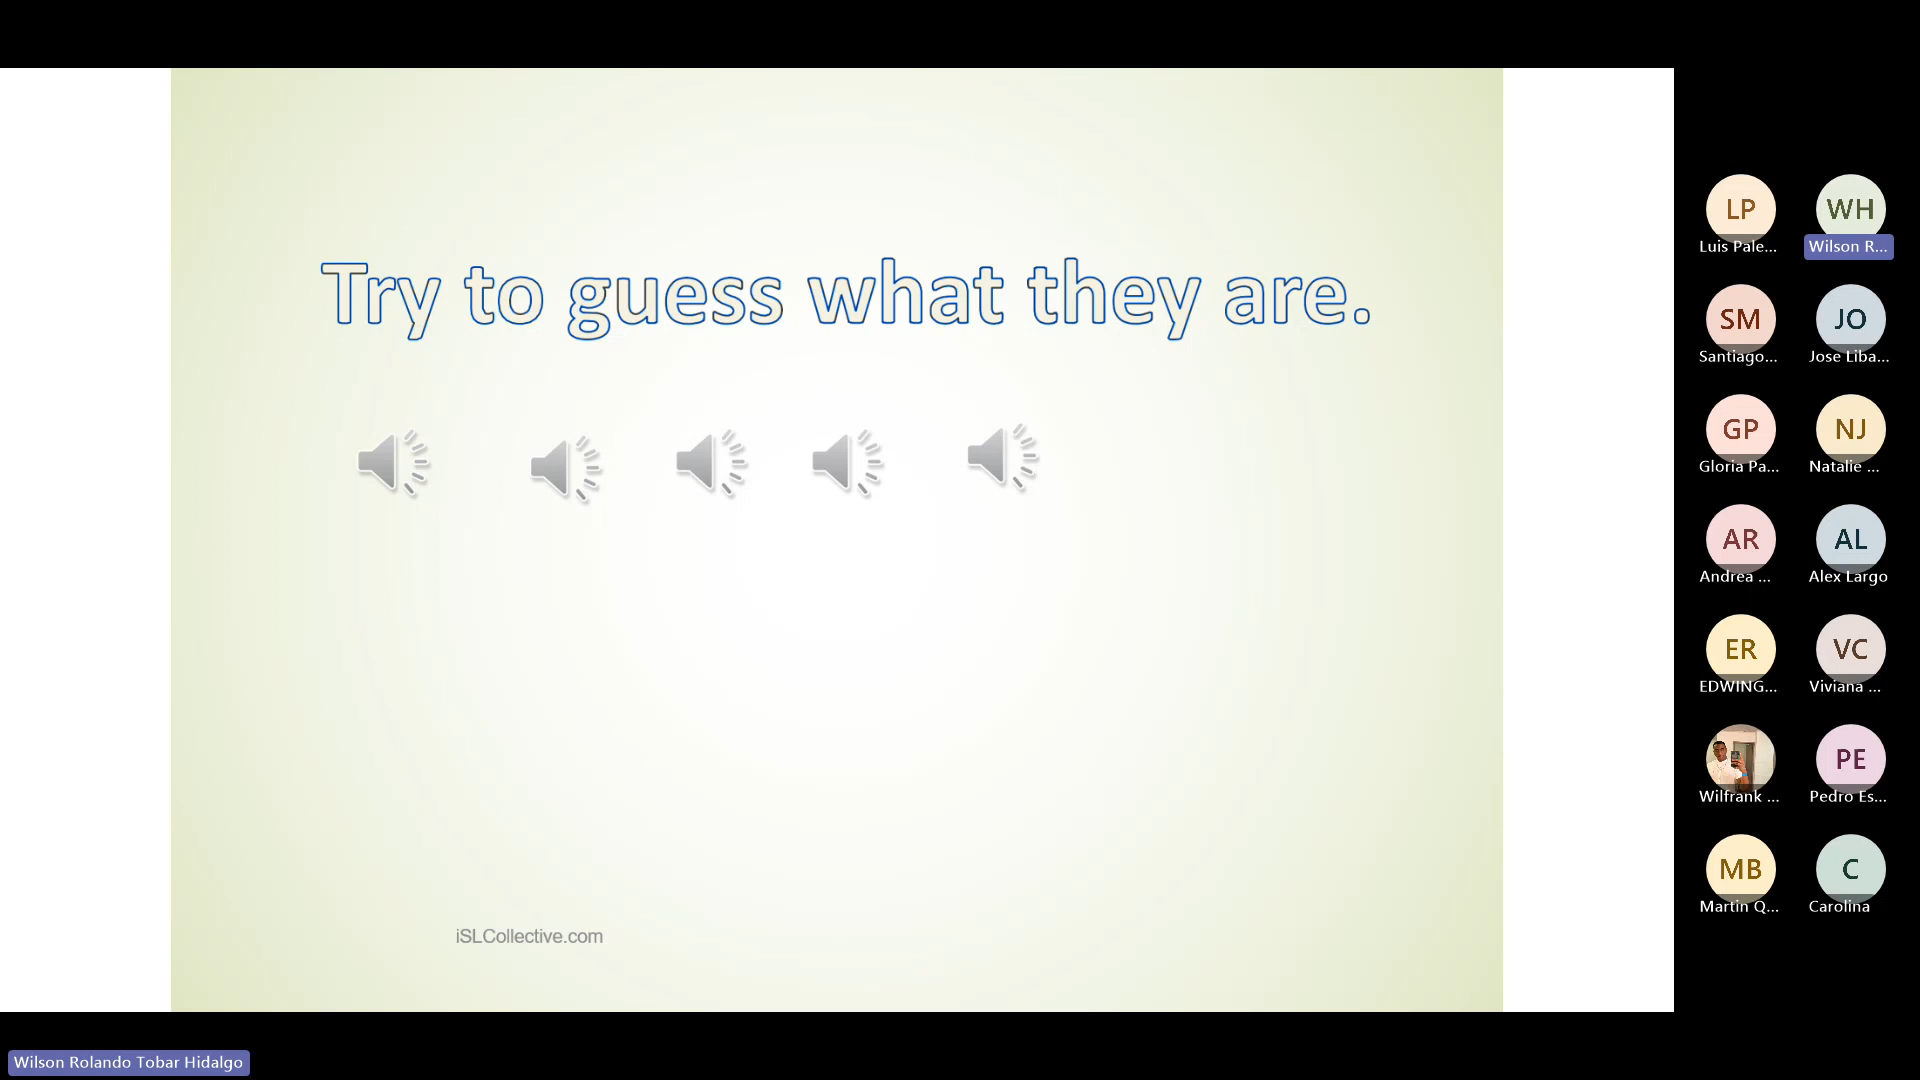 Try to guess what they are.
iSLCollective.com
LP
WH
Luis Pale...
Wilson R...
SM
JO
Santiago...
Jose Liba...
GP
NJ
Gloria Pa...
Natalie ...
AR
AL
Andrea ...
Alex Largo
ER
VC
EDWING...
Viviana ...
PE
Wilfrank ...
Pedro Es...
MB
C
Martin Q...
Carolina
Wilson Rolando Tobar Hidalgo